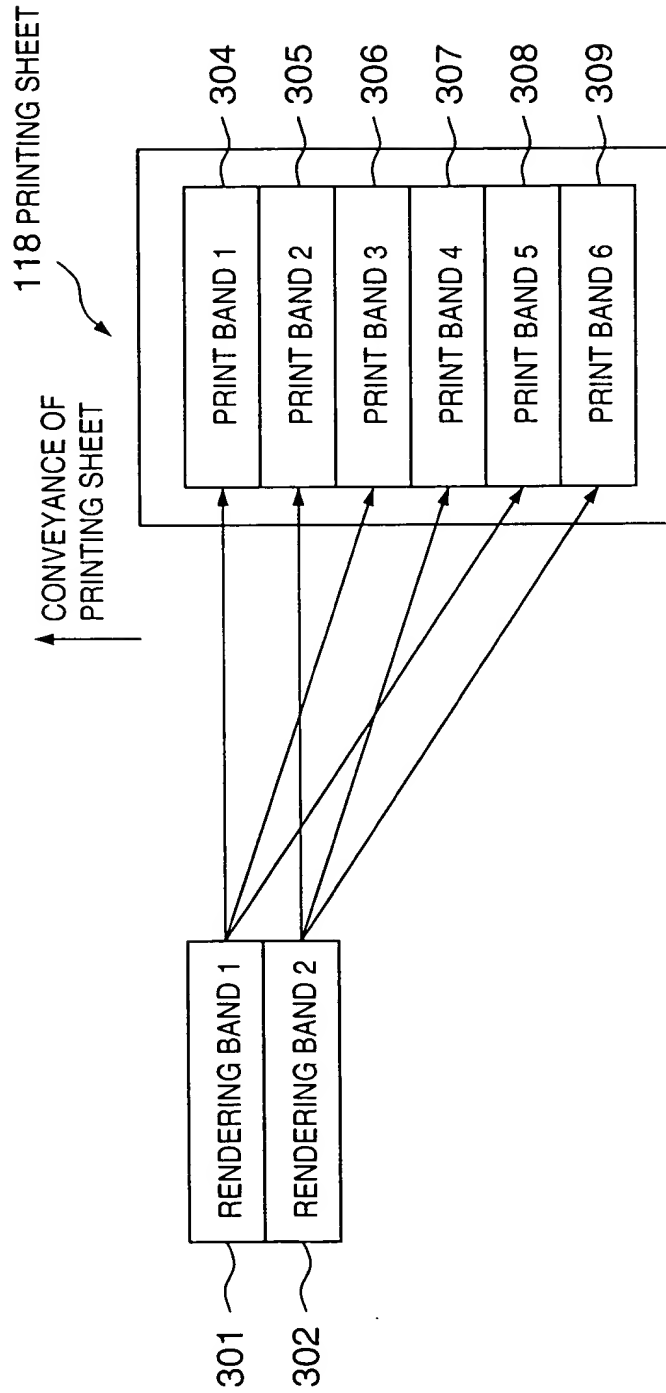 118 PRINTING SHEET
CONVEYANCE OF
PRINTING SHEET
301
RENDERING BAND 1
302
RENDERING BAND 2
PRINT BAND 1
304
PRINT BAND 2
305
PRINT BAND 3
306
PRINT BAND 4
307
PRINT BAND 5
308
PRINT BAND 6
309